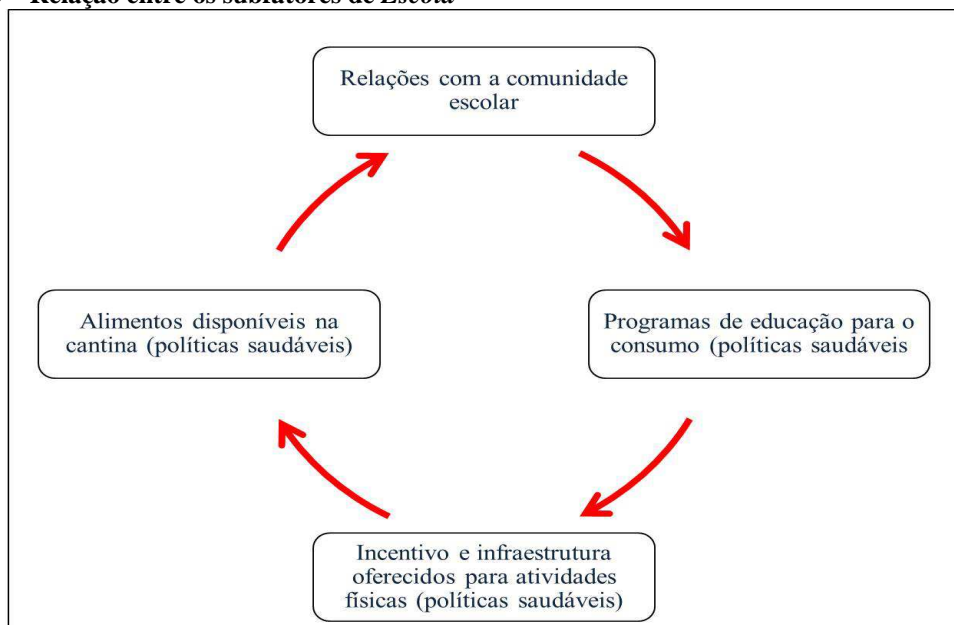 Relação entre os subfatores de Escola
Relações com a comunidade
escolar
Programas de educação para o
consumo (políticas saudáveis
Incentivo e infraestrutura
oferecidos para atividades
físicas (políticas saudáveis)
Alimentos disponíveis na
cantina (políticas saudáveis)